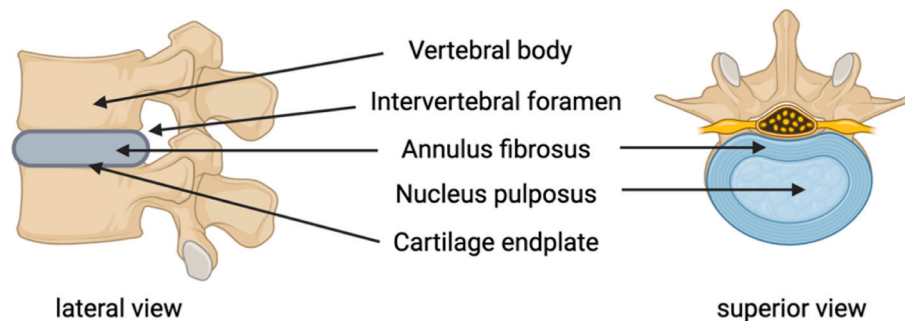 Vertebral body
Intervertebral foramen
Annulus fibrosus
Nucleus pulposus
Cartilage endplate
lateral view
superior view